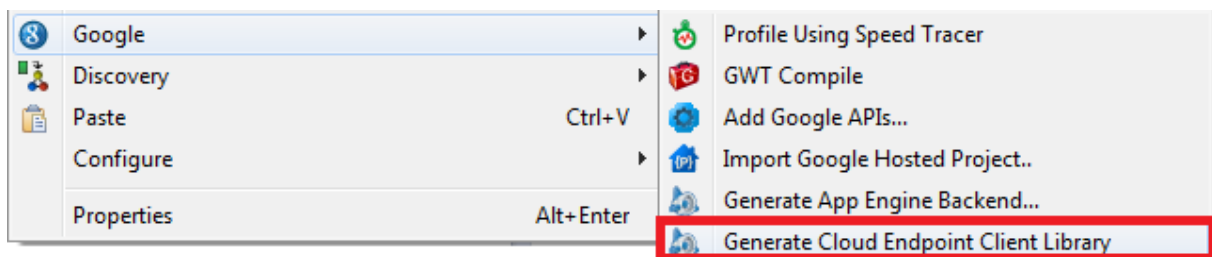 Google
Discovery
Paste Ctrl+V
Configure
Properties Alt+Enter
Profile Using Speed Tracer
GWT Compile
Add Google APIs...
Import Google Hosted Project..
Generate App Engine Backend...
Generate Cloud Endpoint Client Library